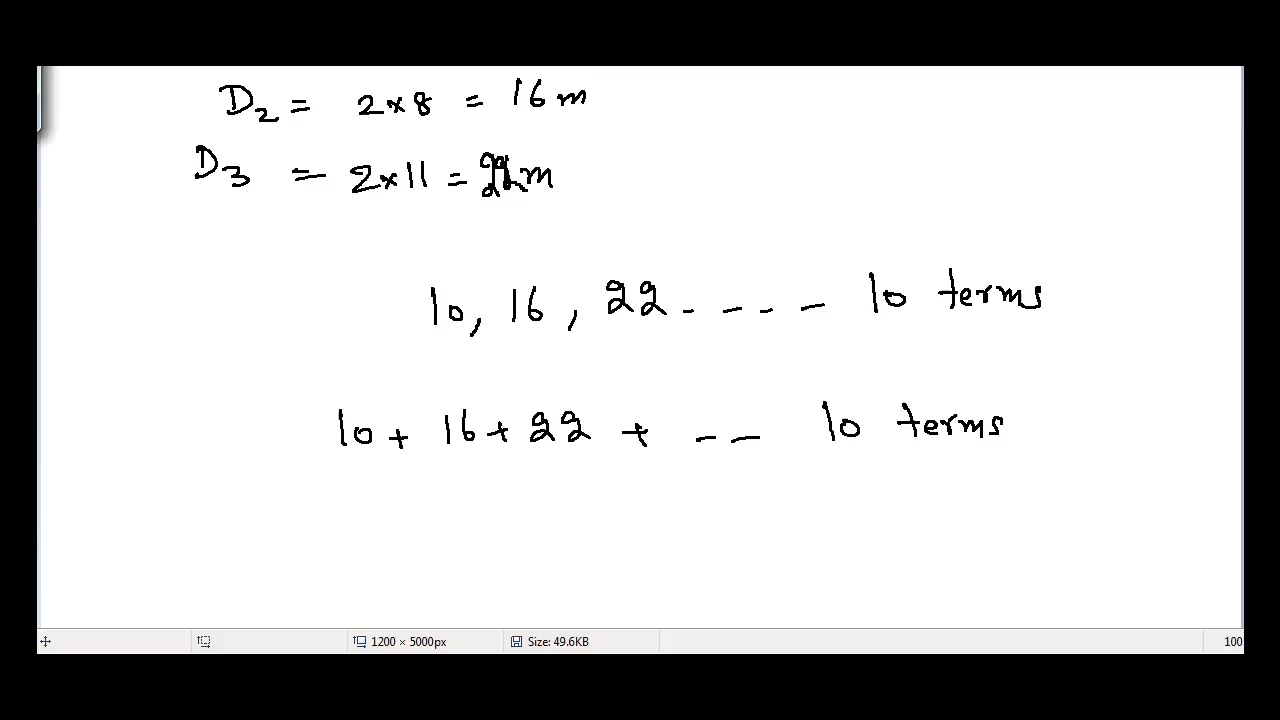 D2 = 2×8 = 16 m
D3 = 2×11 = 22m
10, 16, 22 - - - - 10 terms
10 + 16 + 22 + - - 10 terms
1200 × 5000px Size: 49.6KB 100